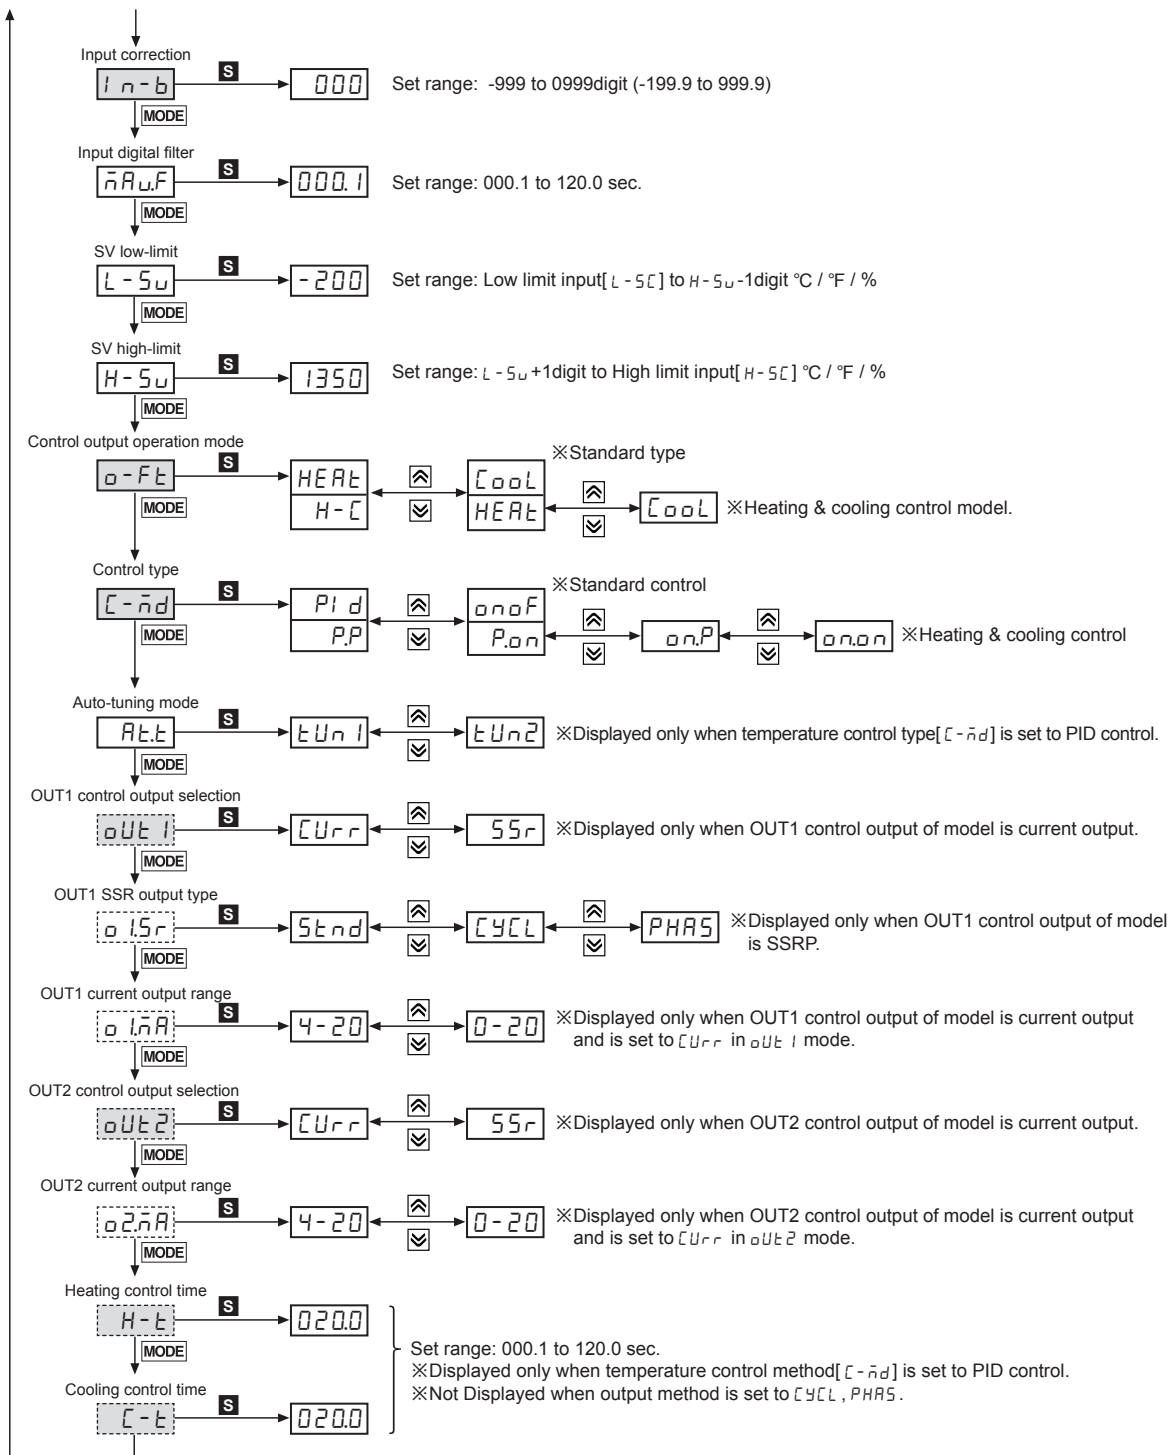 Input correction
In-b S 000 Set range: -999 to 0999digit (-199.9 to 999.9)
MODE
Input digital filter
mAu.F S 000.1 Set range: 000.1 to 120.0 sec.
MODE
SV low-limit
L-Su S -200 Set range: Low limit input[ L-SC ] to H-Su-1digit °C / °F / %
MODE
SV high-limit
H-Su S 1350 Set range: L-Su+1digit to High limit input[ H-SC ] °C / °F / %
MODE
Control output operation mode
※Standard type
o-Ft S HEAt CooL
MODE H-C HEAt CooL ※Heating & cooling control model.
Control type
※Standard control
C-md S PId onoF
MODE P.P P.on on.P on.on ※Heating & cooling control
Auto-tuning mode
At.t S tUn1 tUn2 ※Displayed only when temperature control type[ C-md ] is set to PID control.
MODE
OUT1 control output selection
oUt1 S CUrr SSr ※Displayed only when OUT1 control output of model is current output.
MODE
OUT1 SSR output type
o1.Sr S Stnd CYCL PHAS ※Displayed only when OUT1 control output of model
is SSRP.
MODE
OUT1 current output range
o1.mA S 4-20 0-20 ※Displayed only when OUT1 control output of model is current output
and is set to CUrr in oUt1 mode.
MODE
OUT2 control output selection
oUt2 S CUrr SSr ※Displayed only when OUT2 control output of model is current output.
MODE
OUT2 current output range
o2.mA S 4-20 0-20 ※Displayed only when OUT2 control output of model is current output
and is set to CUrr in oUt2 mode.
MODE
Heating control time
H-t S 020.0
MODE
Set range: 000.1 to 120.0 sec.
※Displayed only when temperature control method[ C-md ] is set to PID control.
※Not Displayed when output method is set to CYCL, PHAS.
Cooling control time
C-t S 020.0